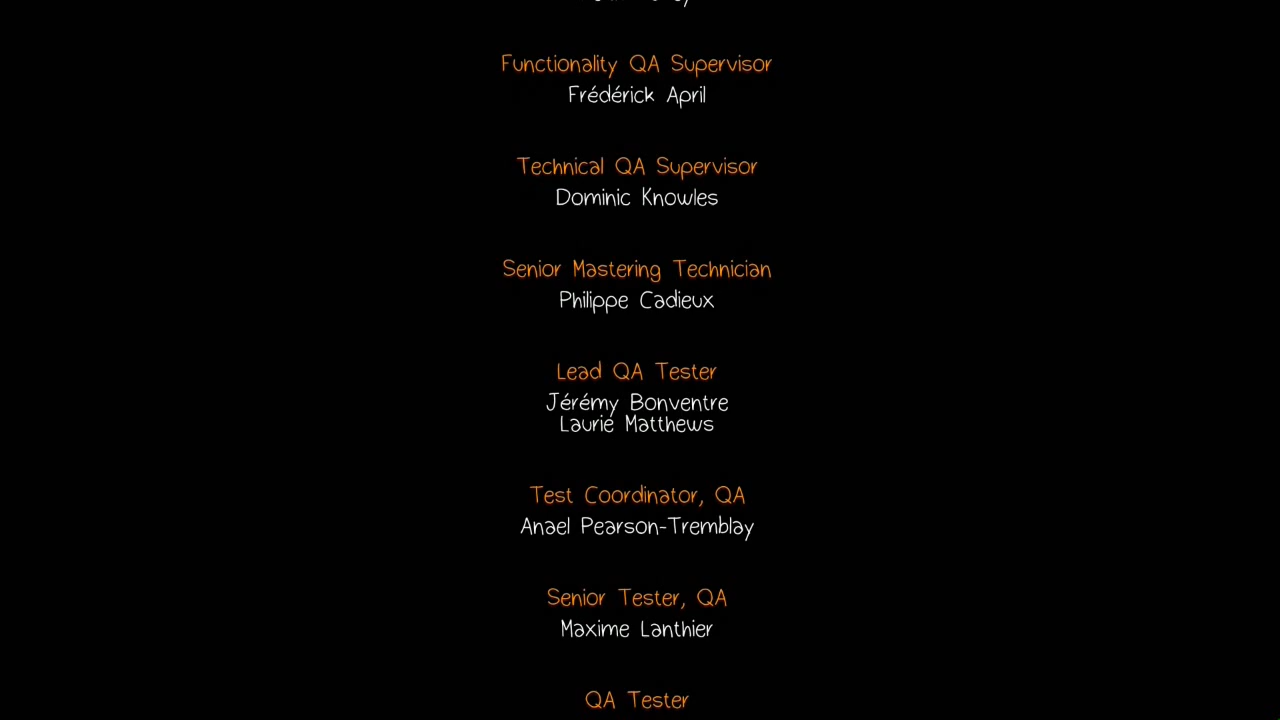 Functionality QA Supervisor
Frédérick April
Technical QA Supervisor
Dominic Knowles
Senior Mastering Technician
Philippe Cadieux
Lead QA Tester
Jérémy Bonventre
Laurie Matthews
Test Coordinator, QA
Anael Pearson-Tremblay
Senior Tester, QA
Maxime Lanthier
QA Tester